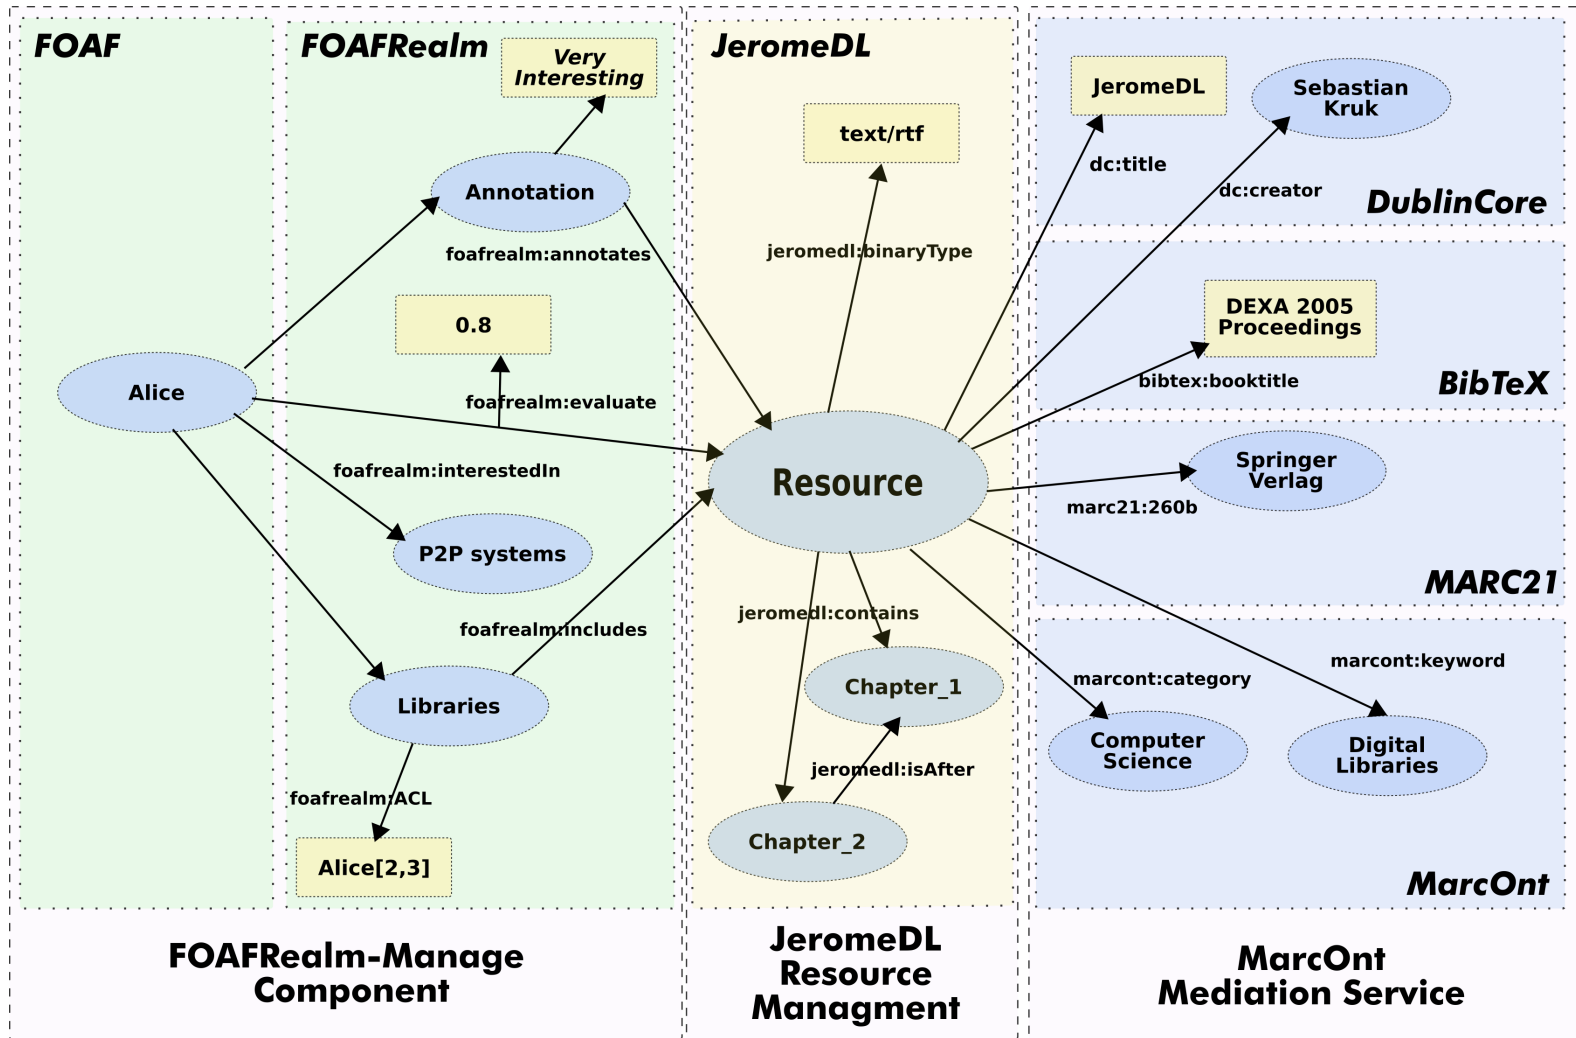 FOAF
FOAFRealm
Very
Interesting
Annotation
foafrealm:annotates
0.8
Alice
foafrealm:evaluate
foafrealm:interestedIn
P2P systems
foafrealm:includes
Libraries
foafrealm:ACL
Alice[2,3]
FOAFRealm-Manage
Component
JeromeDL
text/rtf
jeromedl:binaryType
Resource
jeromedl:contains
Chapter_1
jeromedl:isAfter
Chapter_2
JeromeDL
Resource
Managment
JeromeDL
Sebastian
Kruk
dc:title
dc:creator
DublinCore
DEXA 2005
Proceedings
bibtex:booktitle
BibTeX
Springer
Verlag
marc21:260b
MARC21
marcont:keyword
marcont:category
Computer
Science
Digital
Libraries
MarcOnt
MarcOnt
Mediation Service